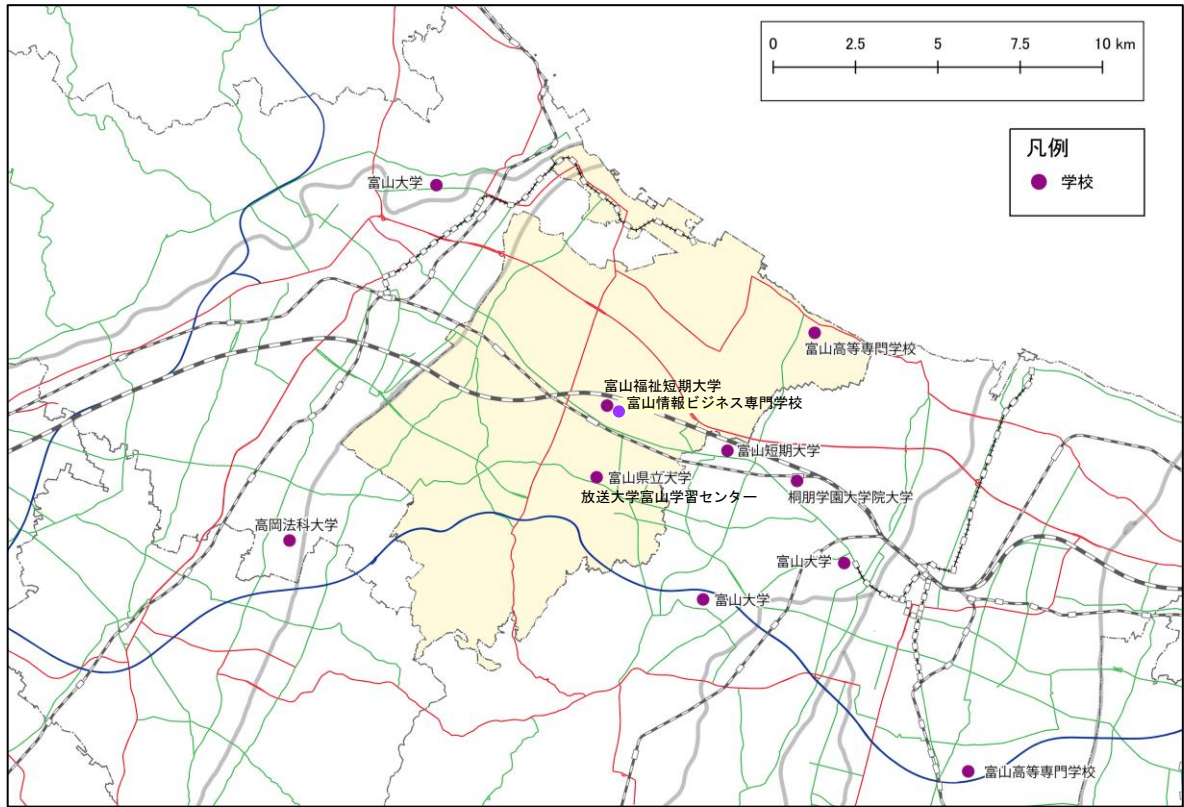 0 2.5 5 7.5 10 km
凡例
学校
富山大学
富山高等専門学校
富山福祉短期大学
富山情報ビジネス専門学校
富山短期大学
富山県立大学
桐朋学園大学院大学
放送大学富山学習センター
高岡法科大学
富山大学
富山大学
富山高等専門学校